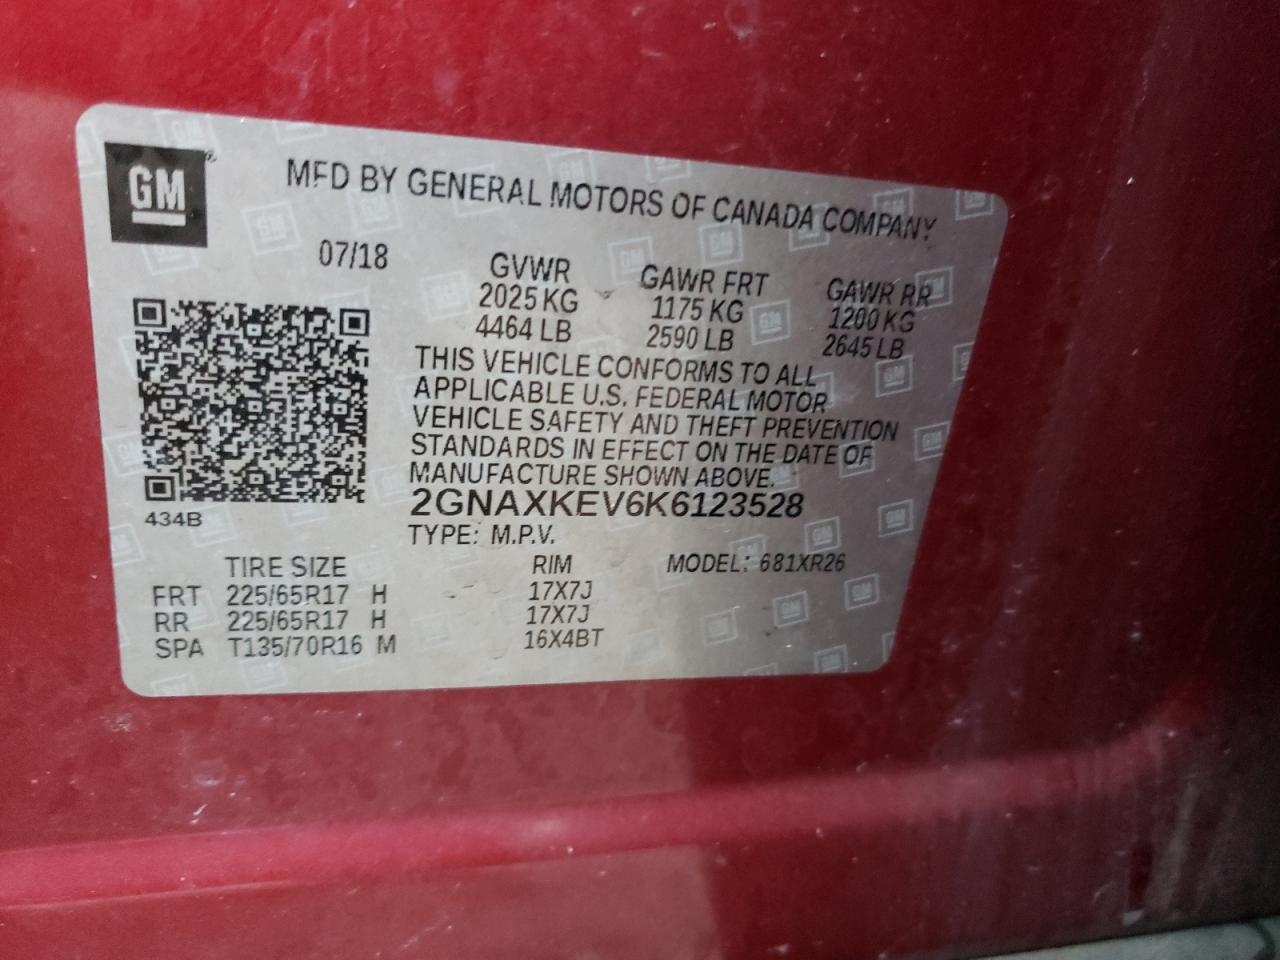 GM
MFD BY GENERAL MOTORS OF CANADA COMPANY
07/18
GVWR GAWR FRT GAWR RR
2025 KG 1175 KG 1200 KG
4464 LB 2590 LB 2645 LB
THIS VEHICLE CONFORMS TO ALL
APPLICABLE U.S. FEDERAL MOTOR
VEHICLE SAFETY AND THEFT PREVENTION
STANDARDS IN EFFECT ON THE DATE OF
MANUFACTURE SHOWN ABOVE.
2GNAXKEV6K6123528
434B
TYPE: M.P.V.
TIRE SIZE RIM MODEL: 681XR26
FRT 225/65R17 H 17X7J
RR 225/65R17 H 17X7J
SPA T135/70R16 M 16X4BT